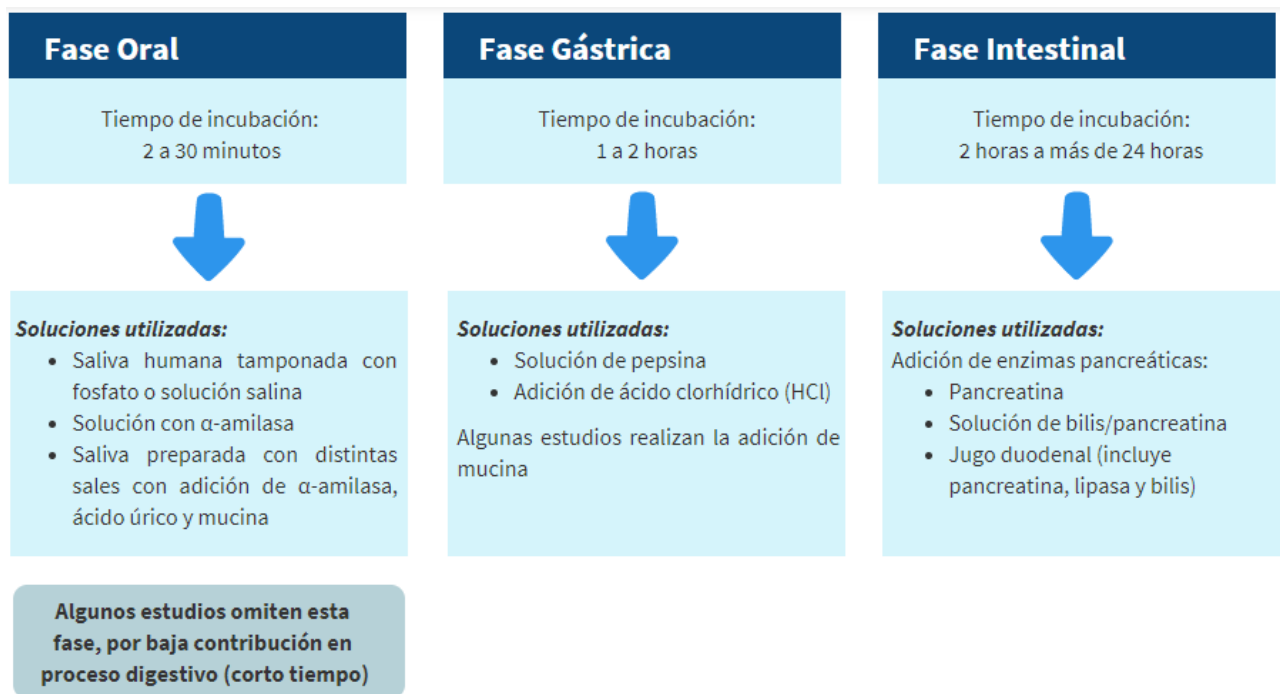 Fase Oral
Tiempo de incubación:
2 a 30 minutos
Soluciones utilizadas:
• Saliva humana tamponada con
fosfato o solución salina
• Solución con α-amilasa
• Saliva preparada con distintas
sales con adición de α-amilasa,
ácido úrico y mucina
Algunos estudios omiten esta
fase, por baja contribución en
proceso digestivo (corto tiempo)
Fase Gástrica
Tiempo de incubación:
1 a 2 horas
Soluciones utilizadas:
• Solución de pepsina
• Adición de ácido clorhídrico (HCl)
Algunas estudios realizan la adición de
mucina
Fase Intestinal
Tiempo de incubación:
2 horas a más de 24 horas
Soluciones utilizadas:
Adición de enzimas pancreáticas:
• Pancreatina
• Solución de bilis/pancreatina
• Jugo duodenal (incluye
pancreatina, lipasa y bilis)